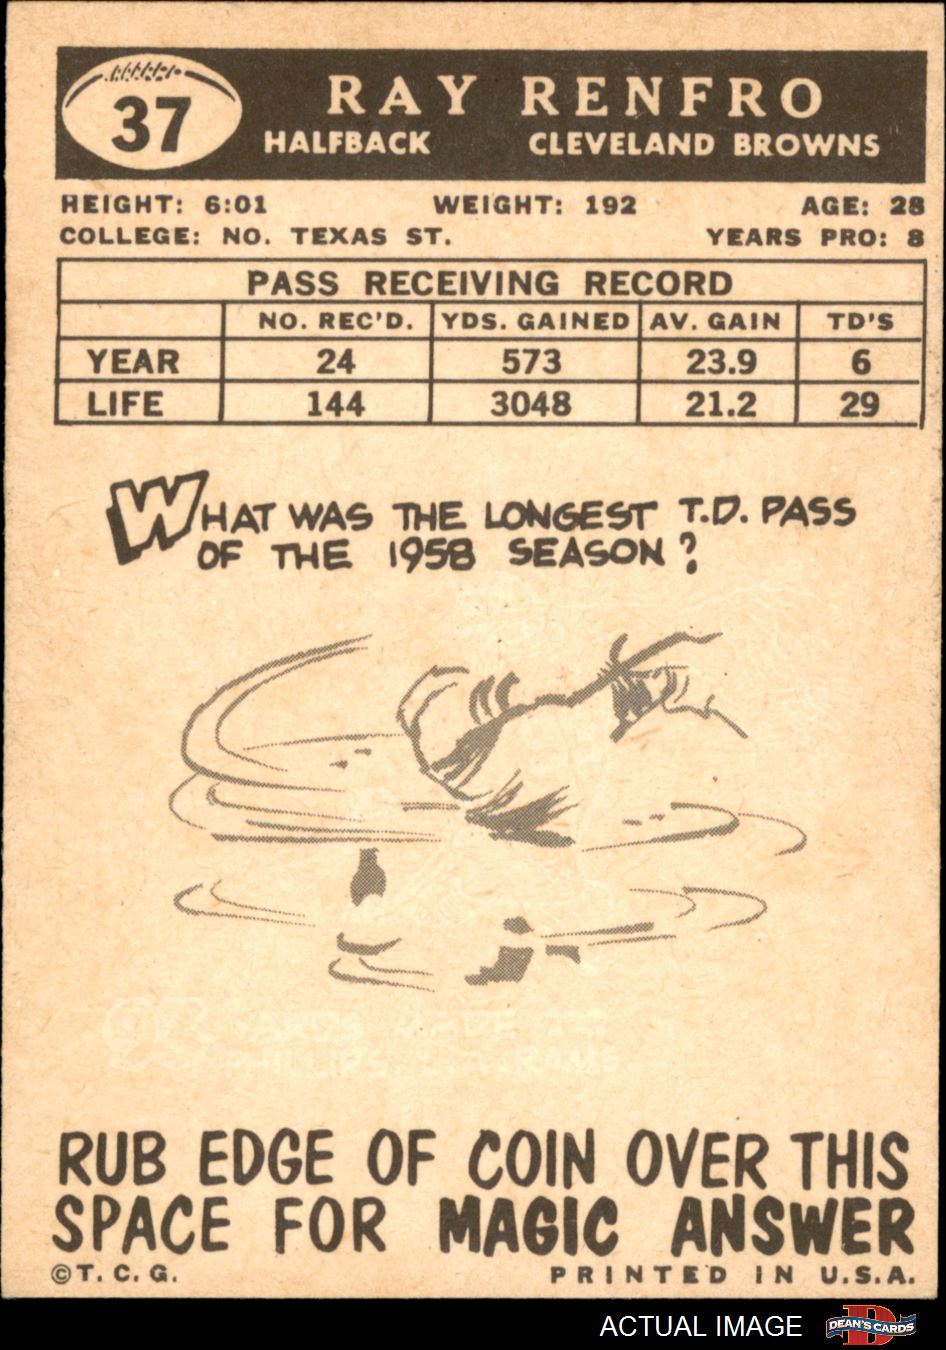 37
RAY RENFRO
HALFBACK CLEVELAND BROWNS
HEIGHT: 6:01 WEIGHT: 192 AGE: 28
COLLEGE: NO. TEXAS ST. YEARS PRO: 8
PASS RECEIVING RECORD
NO. REC'D. YDS. GAINED AV. GAIN TD'S
YEAR 24 573 23.9 6
LIFE 144 3048 21.2 29
WHAT WAS THE LONGEST T.D. PASS
OF THE 1958 SEASON?
YARDS
PHILLIPS, L.A. RAMS
RUB EDGE OF COIN OVER THIS
SPACE FOR MAGIC ANSWER
©T.C.G. PRINTED IN U.S.A.
ACTUAL IMAGE DEAN'S CARDS